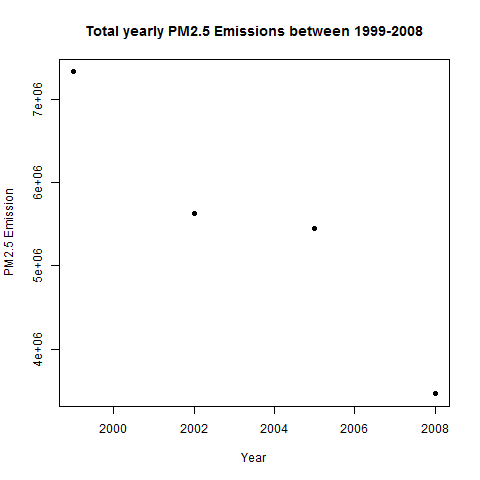 Total yearly PM2.5 Emissions between 1999-2008
7e+06
6e+06
5e+06
4e+06
PM2.5 Emission
2000 2002 2004 2006 2008
Year